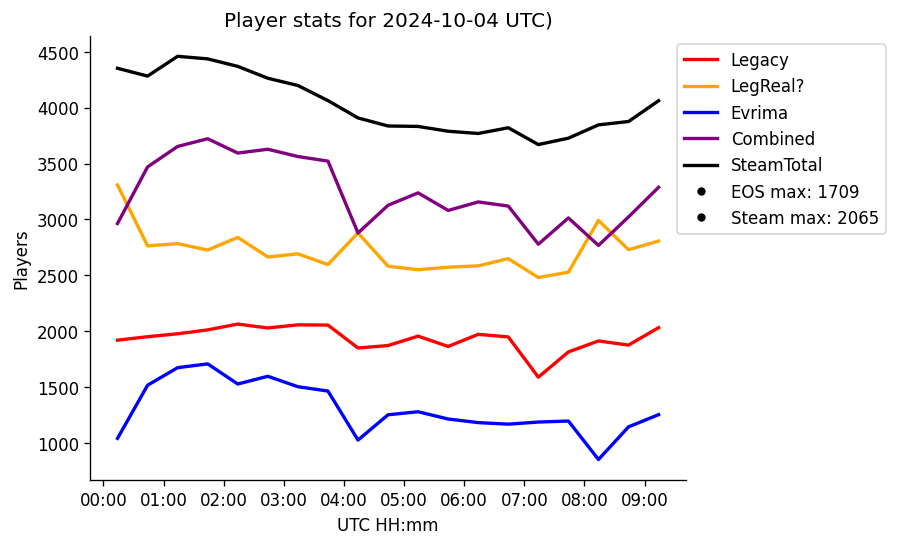 Player stats for 2024-10-04 UTC)
4500
4000
3500
3000
2500
2000
1500
1000
Players
00:00 01:00 02:00 03:00 04:00 05:00 06:00 07:00 08:00 09:00
UTC HH:mm
Legacy
LegReal?
Evrima
Combined
SteamTotal
EOS max: 1709
Steam max: 2065